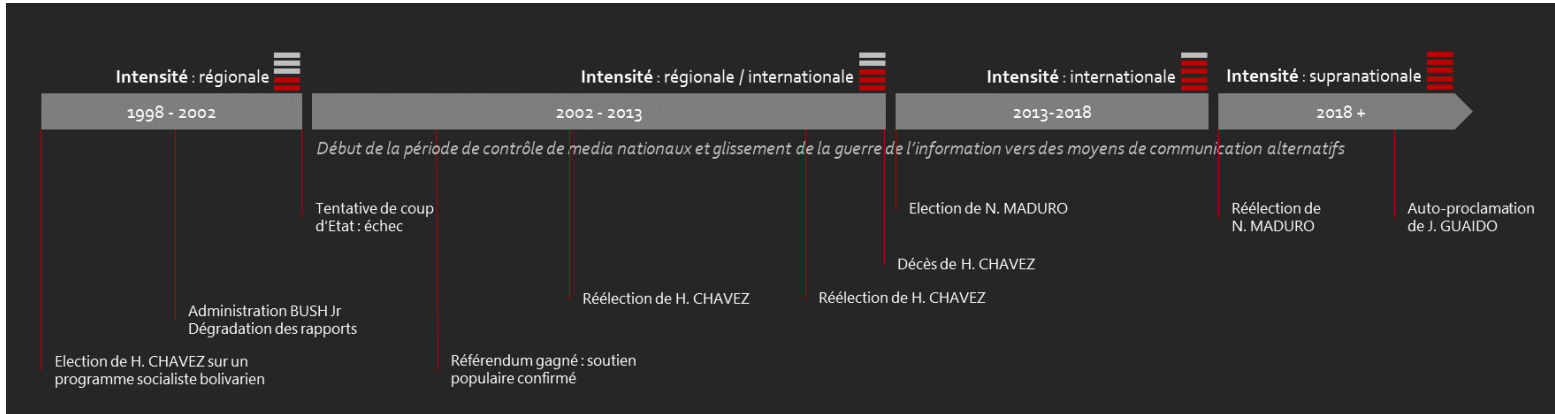 Intensité : régionale
Intensité : régionale / internationale
Intensité : internationale
Intensité : supranationale
1998 - 2002
2002 - 2013
2013-2018
2018 +
Début de la période de contrôle de media nationaux et glissement de la guerre de l'information vers des moyens de communication alternatifs
Tentative de coup
d'Etat : échec
Election de N. MADURO
Réélection de
N. MADURO
Auto-proclamation
de J. GUAIDO
Décès de H. CHAVEZ
Réélection de H. CHAVEZ
Réélection de H. CHAVEZ
Administration BUSH Jr
Dégradation des rapports
Election de H. CHAVEZ sur un
programme socialiste bolivarien
Référendum gagné : soutien
populaire confirmé